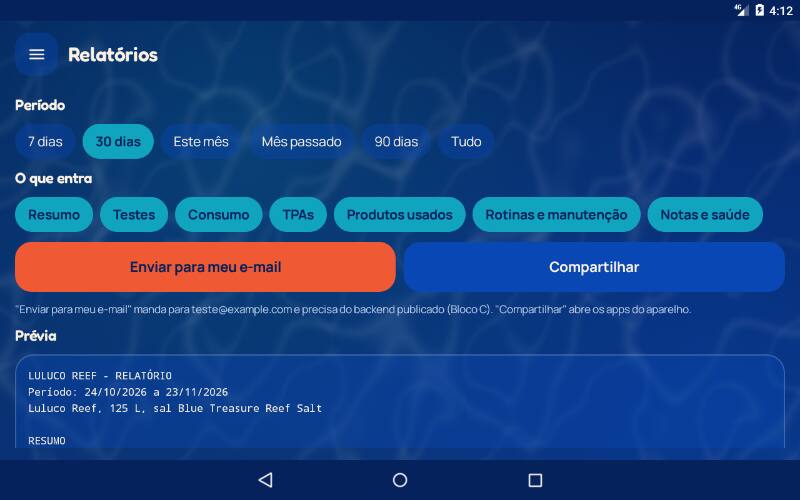 4G 4:12
Relatórios
Período
7 dias 30 dias Este mês Mês passado 90 dias Tudo
O que entra
Resumo Testes Consumo TPAs Produtos usados Rotinas e manutenção Notas e saúde
Enviar para meu e-mail Compartilhar
"Enviar para meu e-mail" manda para teste@example.com e precisa do backend publicado (Bloco C). "Compartilhar" abre os apps do aparelho.
Prévia
LULUCO REEF - RELATÓRIO
Período: 24/10/2026 a 23/11/2026
Luluco Reef, 125 L, sal Blue Treasure Reef Salt
RESUMO